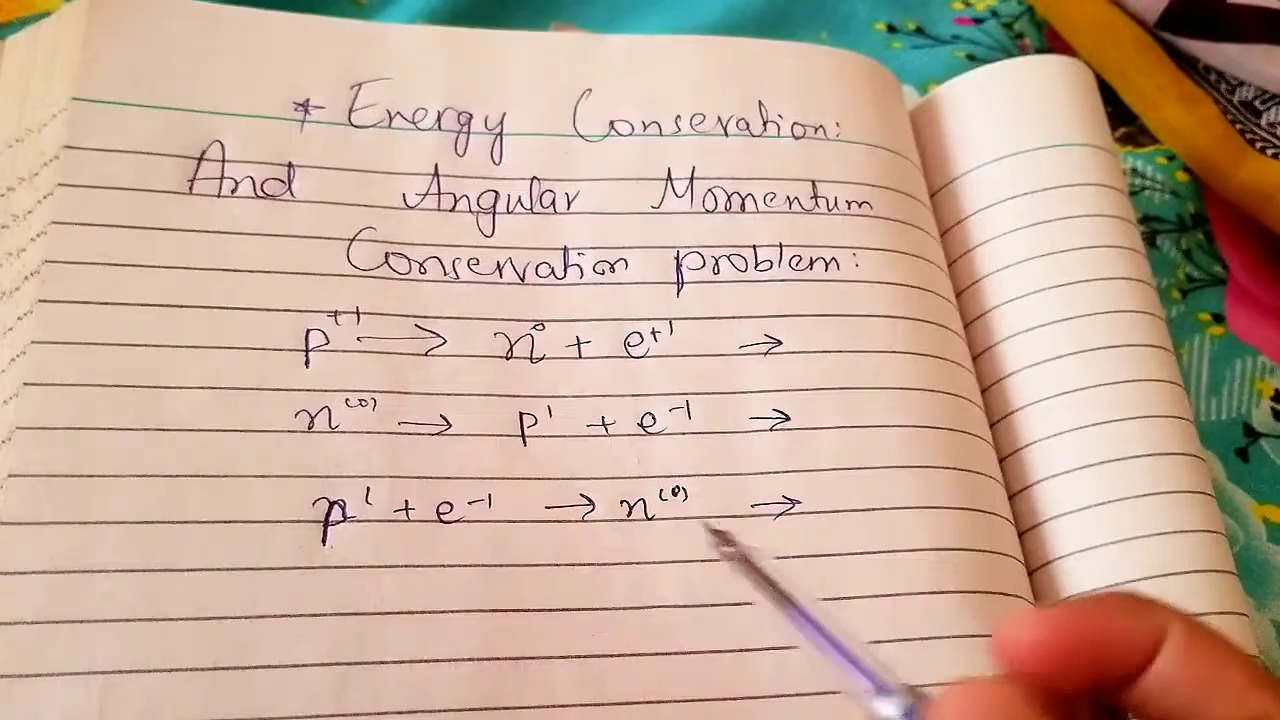 * Energy Conservation:
And Angular Momentum
Conservation problem:
p⁺¹ → n⁰ + e⁺¹ →
n⁽⁰⁾ → p¹ + e⁻¹ →
p¹ + e⁻¹ → n⁽⁰⁾ →